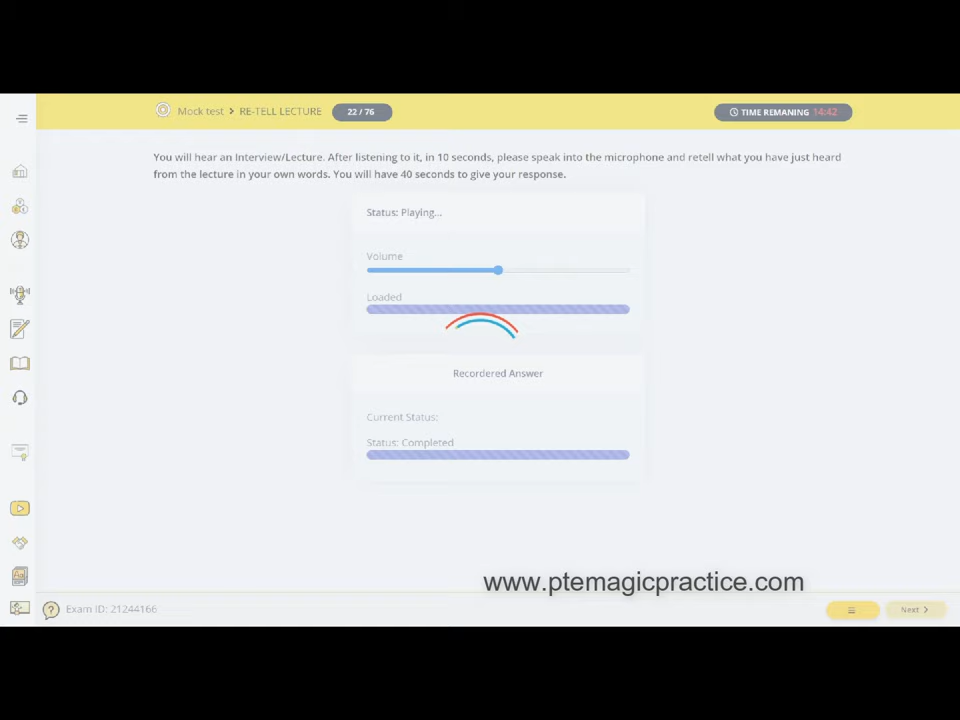 Mock test > RE-TELL LECTURE 22 / 76 TIME REMANING 14:42
You will hear an Interview/Lecture. After listening to it, in 10 seconds, please speak into the microphone and retell what you have just heard
from the lecture in your own words. You will have 40 seconds to give your response.
Status: Playing...
Volume
Loaded
Recordered Answer
Current Status:
Status: Completed
www.ptemagicpractice.com
Exam ID: 21244166
Next >